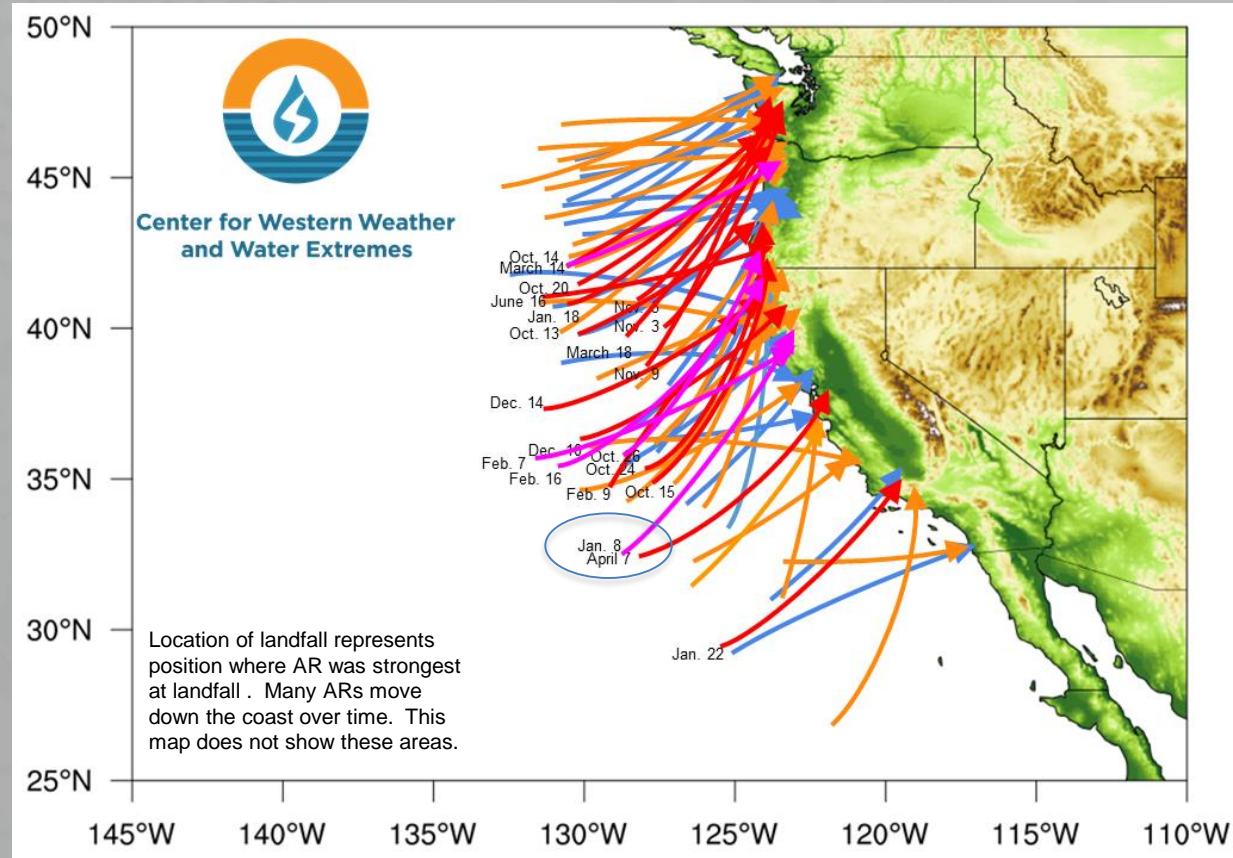 50°N
45°N
40°N
35°N
30°N
25°N
Center for Western Weather
and Water Extremes
Oct. 14
March 14
Oct. 20
June 16
Jan. 18
Oct. 13
Nov.
Nov. 3
March 18
Nov. 9
Dec. 14
Dec. 10
Feb. 7
Oct. 26
Feb. 16
Oct. 24
Feb. 9
Oct. 15
Jan. 8
April 7
Jan. 22
Location of landfall represents
position where AR was strongest
at landfall . Many ARs move
down the coast over time. This
map does not show these areas.
145°W 140°W 135°W 130°W 125°W 120°W 115°W 110°W